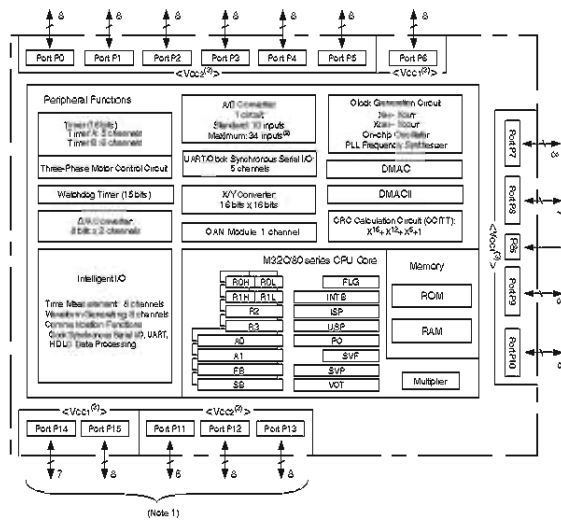 8 8 8 8 8 8 8
Port P0 Port P1 Port P2 Port P3 Port P4 Port P5 Port P6
<VCC2(3)> <VCC1(3)>
Peripheral Functions
A/D Converter
1 circuit
Standard: 10 inputs
Maximum: 34 inputs
Clock Generation Circuit
On-chip Oscillator
PLL Frequency Synthesizer
Timer (16 bits)
Timer A: 5 channels
Timer B: 6 channels
Three-Phase Motor Control Circuit
UART/Clock Synchronous Serial I/O:
5 channels
DMAC
Watchdog Timer (15 bits)
X/Y Converter
16 bits x 16 bits
DMACII
D/A Converter
8 bits x 2 channels
CAN Module 1 channel
CRC Calculation Circuit (CCITT):
X16+X12+X5+1
Intelligent I/O
Time Measurement: 8 channels
Waveform Generating: 8 channels
Communication Functions
Clock Synchronous Serial I/O, UART,
HDLC Data Processing
M32C/80 series CPU Core
R0H R0L
R1H R1L
R2
R3
A0
A1
FB
SB
FLG
INTB
ISP
USP
PC
SVF
SVP
VCT
Memory
ROM
RAM
Multiplier
<VCC1(3)>
Port P7
8
Port P8
7
P85
Port P9
8
Port P10
8
<VCC1(3)> <VCC2(3)>
Port P14 Port P15 Port P11 Port P12 Port P13
7 8 8 8
(Note 1)